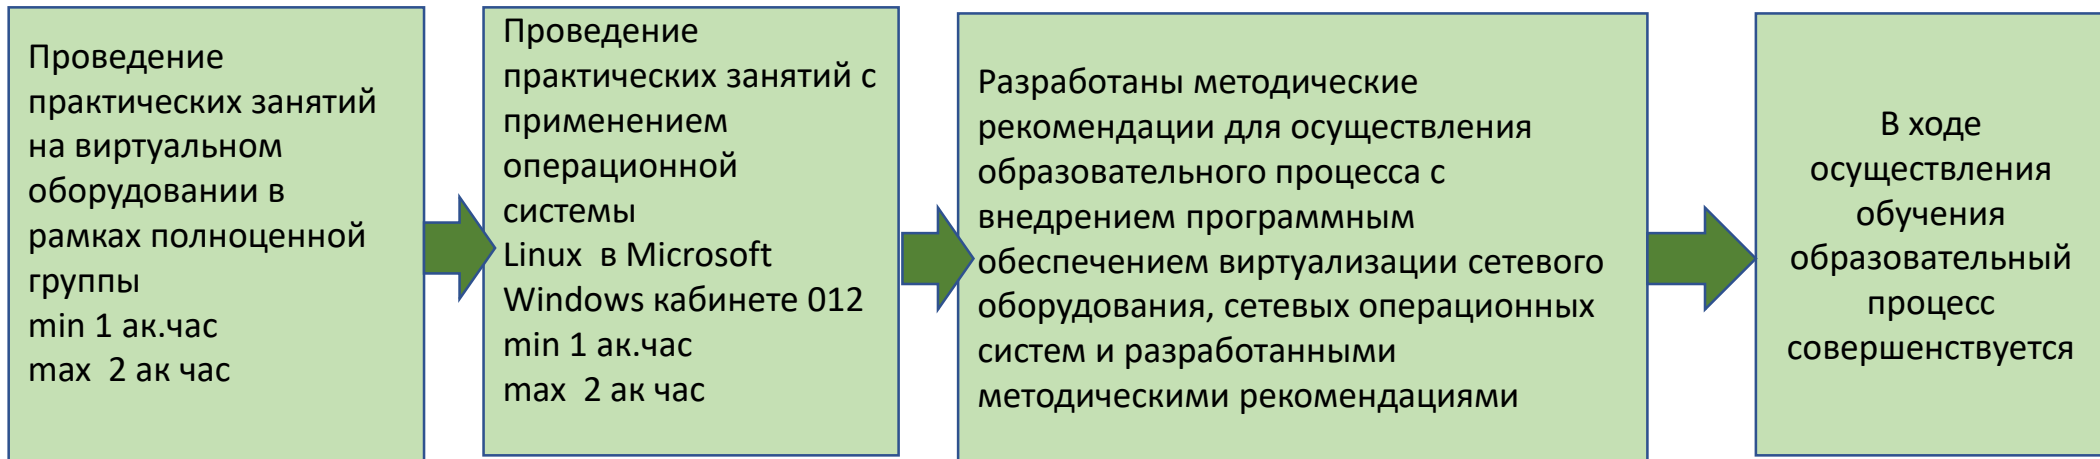 Проведение
практических занятий
на виртуальном
оборудовании в
рамках полноценной
группы
min 1 ак.час
max  2 ак час
Проведение
практических занятий с
применением
операционной
системы
Linux  в Microsoft
Windows кабинете 012
min 1 ак.час
max  2 ак час
Разработаны методические
рекомендации для осуществления
образовательного процесса с
внедрением программным
обеспечением виртуализации сетевого
оборудования, сетевых операционных
систем и разработанными
методическими рекомендациями
В ходе
осуществления
обучения
образовательный
процесс
совершенствуется